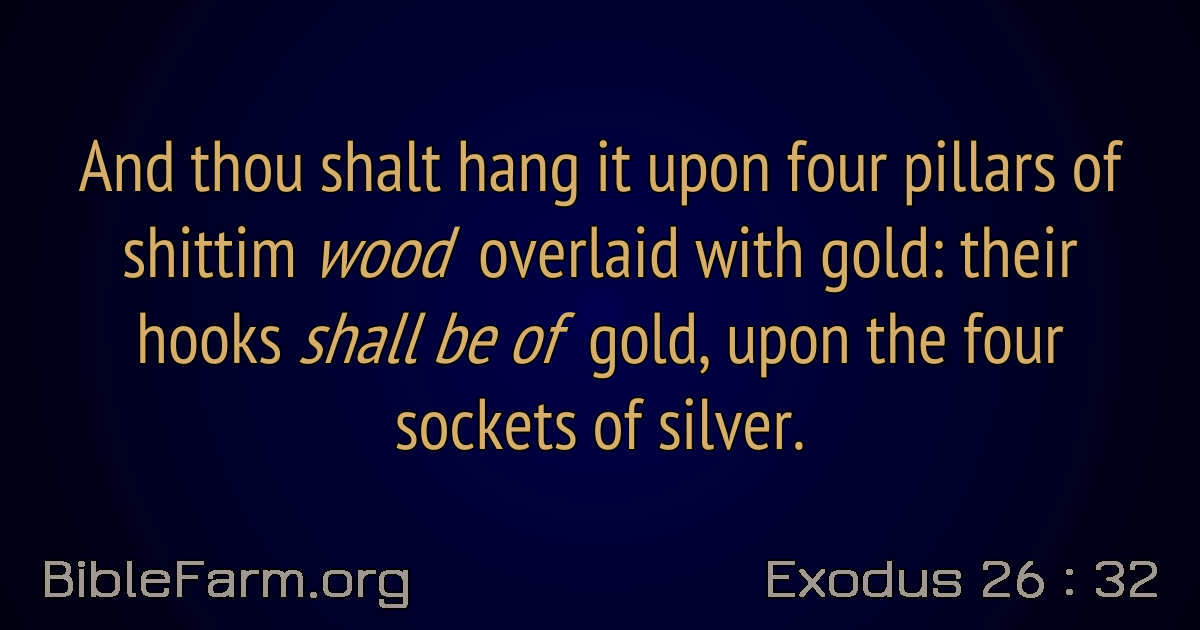 And thou shalt hang it upon four pillars of
shittim wood overlaid with gold: their
hooks shall be of gold, upon the four
sockets of silver.
BibleFarm.org
Exodus 26 : 32